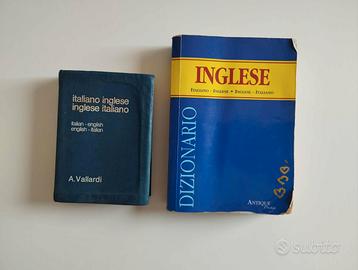 italiano inglese
inglese italiano
italian - english
english - italian
A. Vallardi
INGLESE
ITALIANO - INGLESE • INGLESE - ITALIANO
DIZIONARIO
ANTIQUE
subito